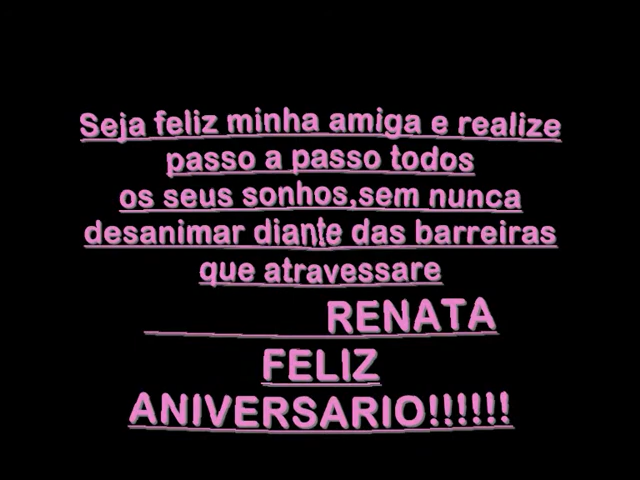 Seja feliz minha amiga e realize
passo a passo todos
os seus sonhos,sem nunca
desanimar diante das barreiras
que atravessare
RENATA
FELIZ
ANIVERSARIO!!!!!!